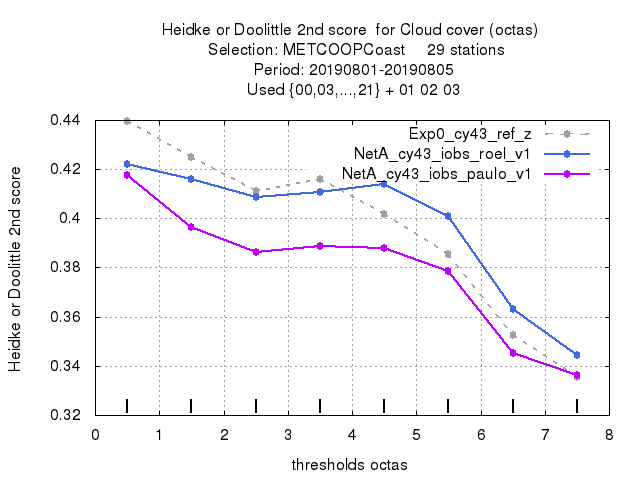 Heidke or Doolittle 2nd score  for Cloud cover (octas)
Selection: METCOOPCoast     29 stations
Period: 20190801-20190805
Used {00,03,...,21} + 01 02 03
Heidke or Doolittle 2nd score
0.44
0.42
0.4
0.38
0.36
0.34
0.32
Exp0_cy43_ref_z
NetA_cy43_iobs_roel_v1
NetA_cy43_iobs_paulo_v1
0 1 2 3 4 5 6 7 8
thresholds octas